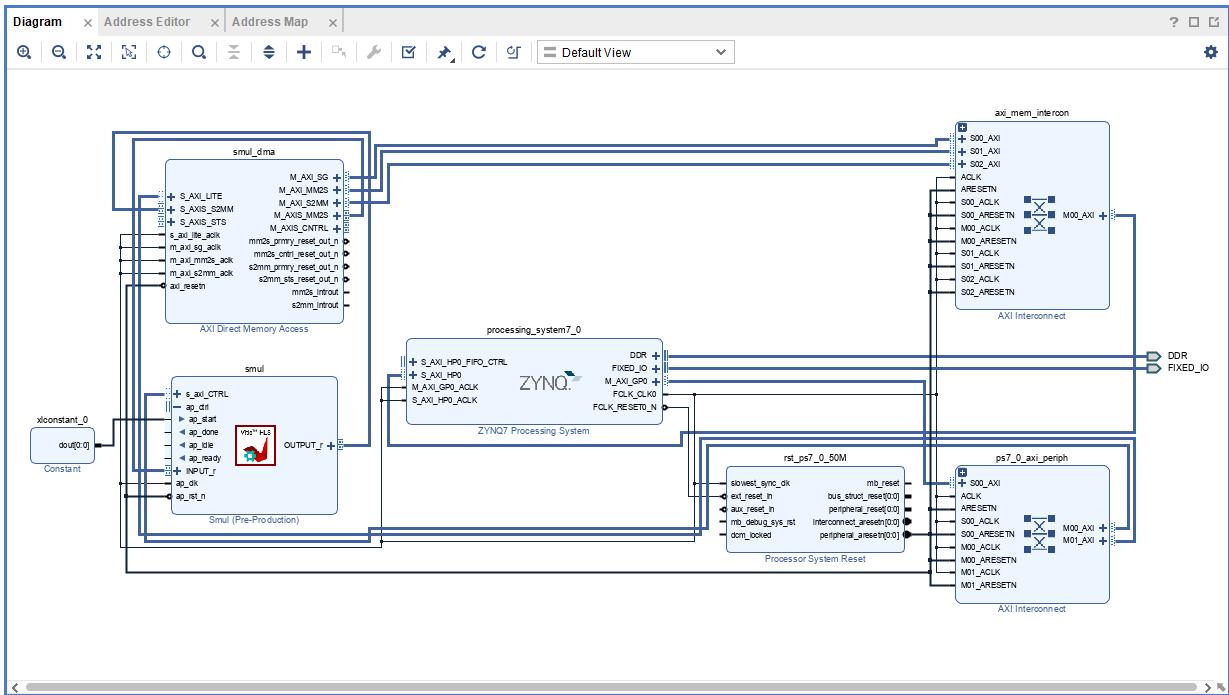 Diagram
Address Editor
Address Map
Default View
smul_dma
S_AXI_LITE
S_AXIS_S2MM
S_AXIS_STS
s_axi_lite_aclk
m_axi_sg_aclk
m_axi_mm2s_aclk
m_axi_s2mm_aclk
axi_resetn
M_AXI_SG
M_AXI_MM2S
M_AXI_S2MM
M_AXIS_MM2S
M_AXIS_CNTRL
mm2s_prmry_reset_out_n
mm2s_cntrl_reset_out_n
s2mm_prmry_reset_out_n
s2mm_sts_reset_out_n
mm2s_introut
s2mm_introut
AXI Direct Memory Access
axi_mem_intercon
S00_AXI
S01_AXI
S02_AXI
ACLK
ARESETN
S00_ACLK
S00_ARESETN
M00_ACLK
M00_ARESETN
S01_ACLK
S01_ARESETN
S02_ACLK
S02_ARESETN
M00_AXI
AXI Interconnect
processing_system7_0
S_AXI_HP0_FIFO_CTRL
S_AXI_HP0
M_AXI_GP0_ACLK
S_AXI_HP0_ACLK
ZYNQ
DDR
FIXED_IO
M_AXI_GP0
FCLK_CLK0
FCLK_RESET0_N
ZYNQ7 Processing System
DDR
FIXED_IO
xlconstant_0
dout[0:0]
Constant
smul
s_axi_CTRL
ap_ctrl
ap_start
ap_done
ap_idle
ap_ready
INPUT_r
ap_clk
ap_rst_n
Vitis™ HLS
OUTPUT_r
Smul (Pre-Production)
rst_ps7_0_50M
slowest_sync_clk
ext_reset_in
aux_reset_in
mb_debug_sys_rst
dcm_locked
mb_reset
bus_struct_reset[0:0]
peripheral_reset[0:0]
interconnect_aresetn[0:0]
peripheral_aresetn[0:0]
Processor System Reset
ps7_0_axi_periph
S00_AXI
ACLK
ARESETN
S00_ACLK
S00_ARESETN
M00_ACLK
M00_ARESETN
M01_ACLK
M01_ARESETN
M00_AXI
M01_AXI
AXI Interconnect